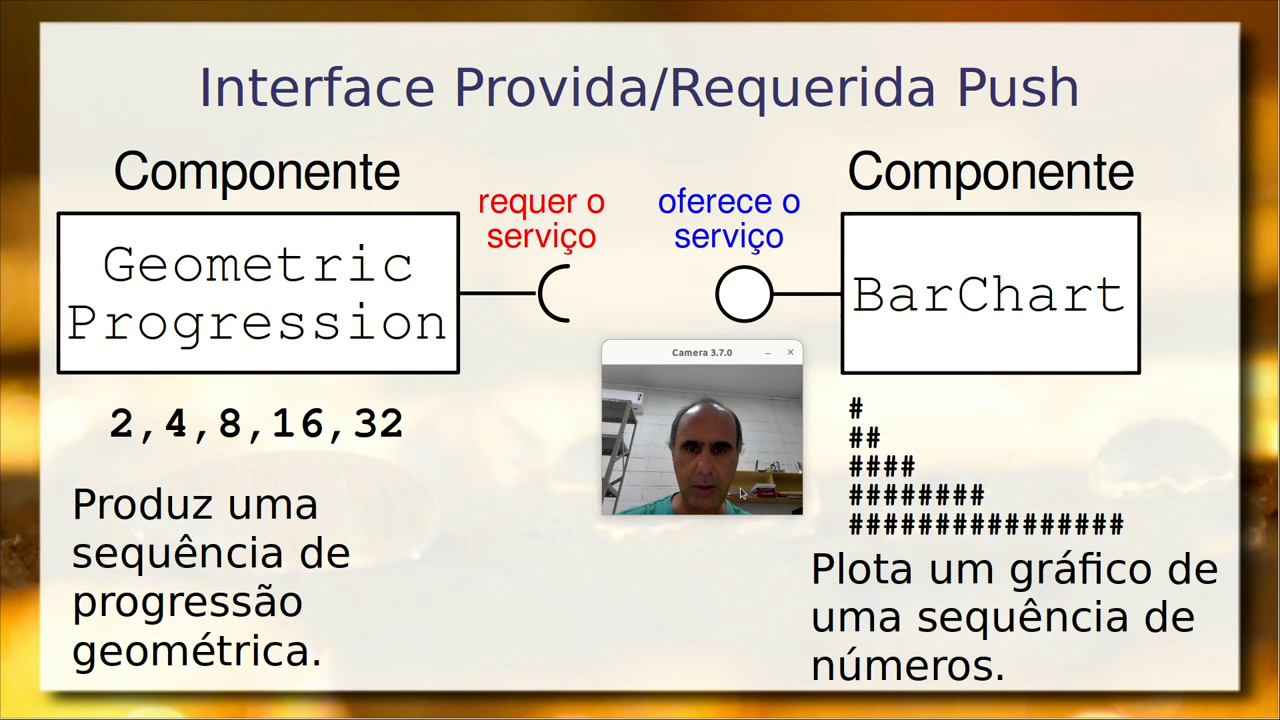 Interface Provida/Requerida Push
Componente
Componente
requer o
serviço
oferece o
serviço
Geometric
Progression
BarChart
Camera 3.7.0
2,4,8,16,32
#
##
####
########
################
Produz uma
sequência de
progressão
geométrica.
Plota um gráfico de
uma sequência de
números.